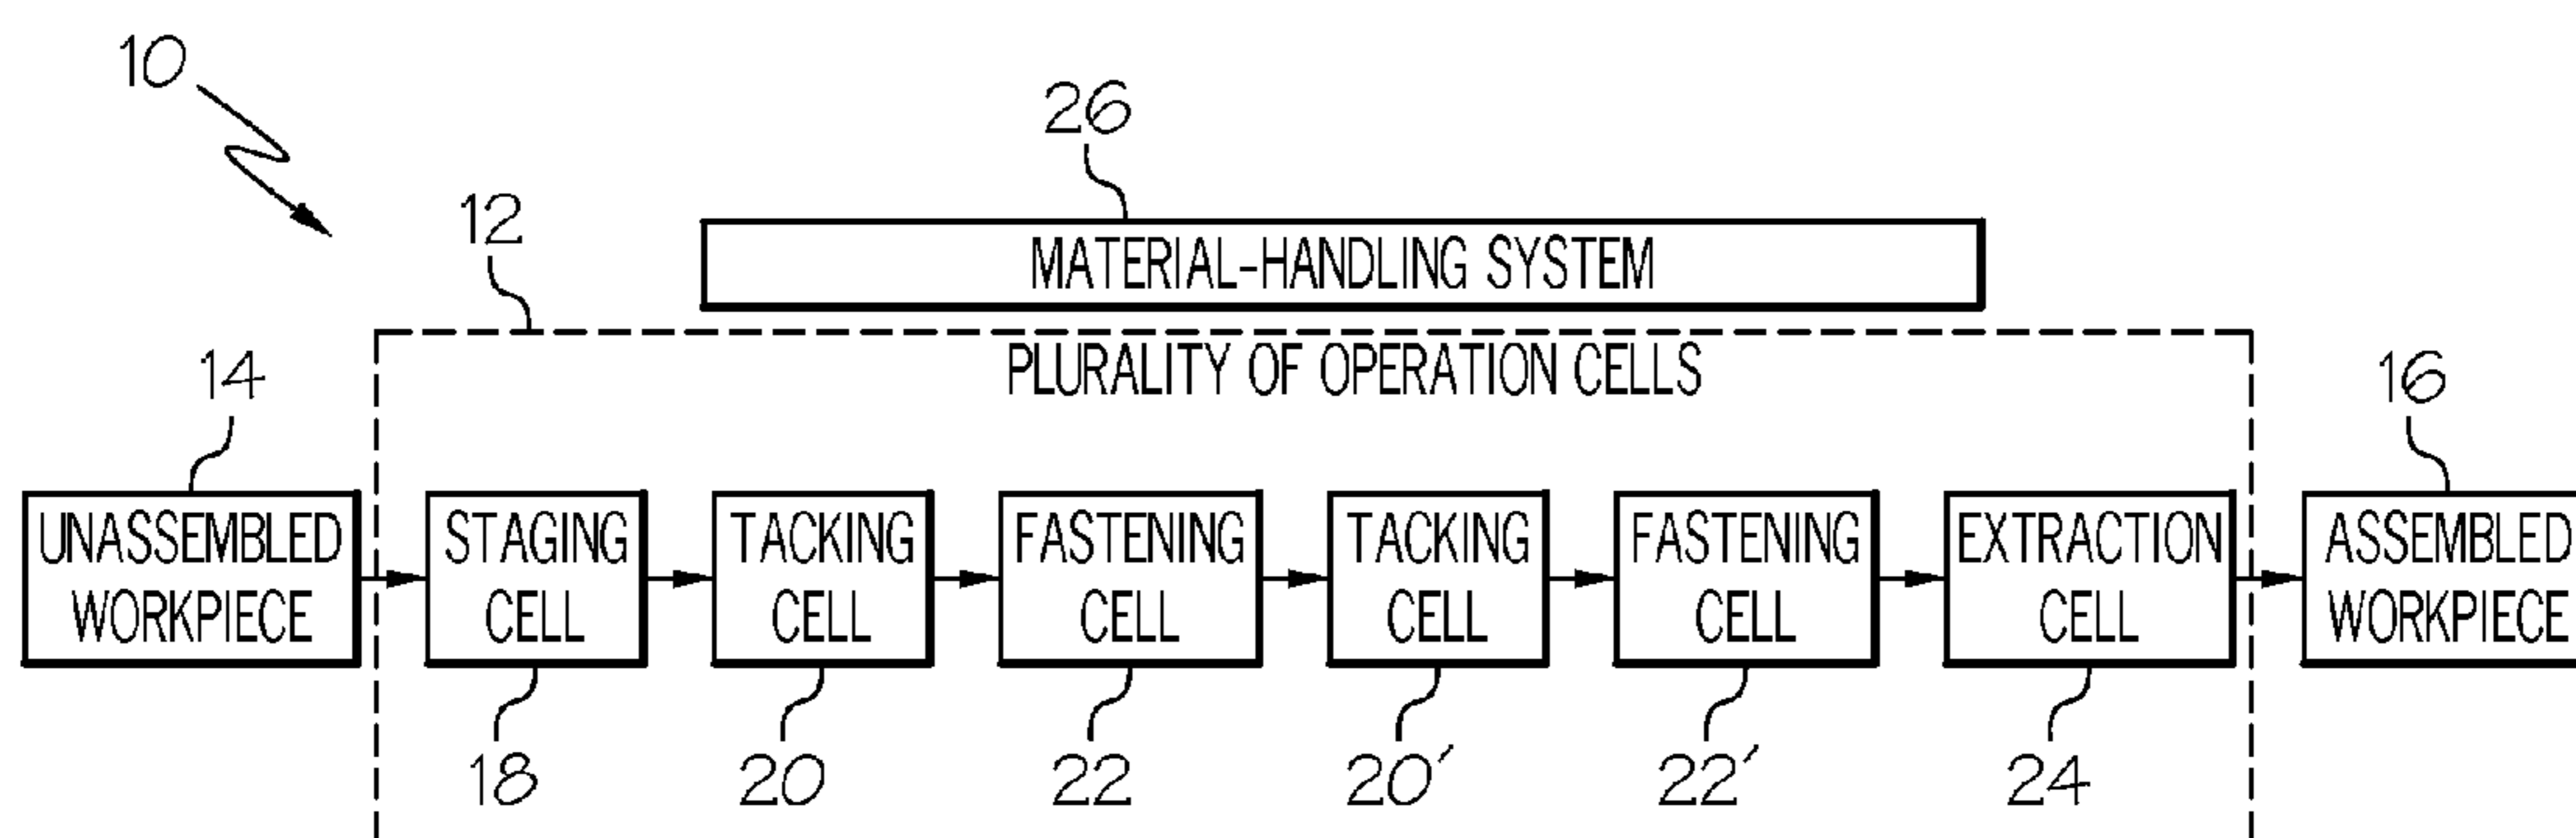 10
26
12
MATERIAL-HANDLING SYSTEM
PLURALITY OF OPERATION CELLS
14
16
UNASSEMBLED
WORKPIECE
STAGING
CELL
TACKING
CELL
FASTENING
CELL
TACKING
CELL
FASTENING
CELL
EXTRACTION
CELL
ASSEMBLED
WORKPIECE
18
20
22
20′
22′
24